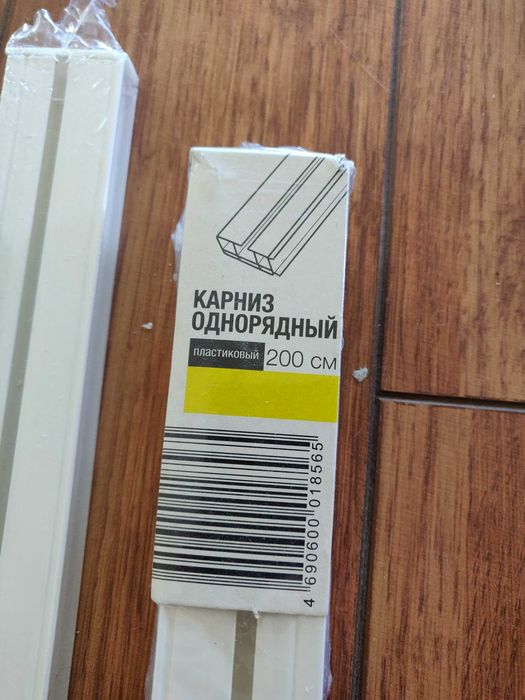 КАРНИЗ
ОДНОРЯДНЫЙ
пластиковый 200 см
4 690600 018565